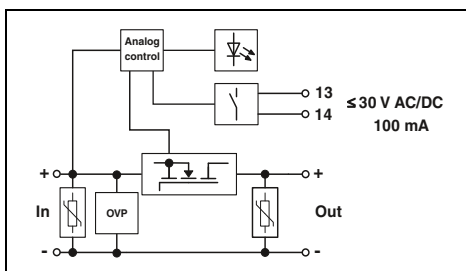 Analog
control
13
14
≤ 30 V AC/DC
100 mA
+
+
In
OVP
Out
-
-